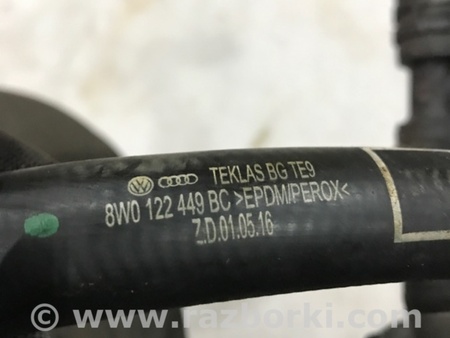 TEKLAS BG TE9
8W0 122 449 BC >EPDM/PEROX<
Z.D.01.05.16
© www.razborki.com